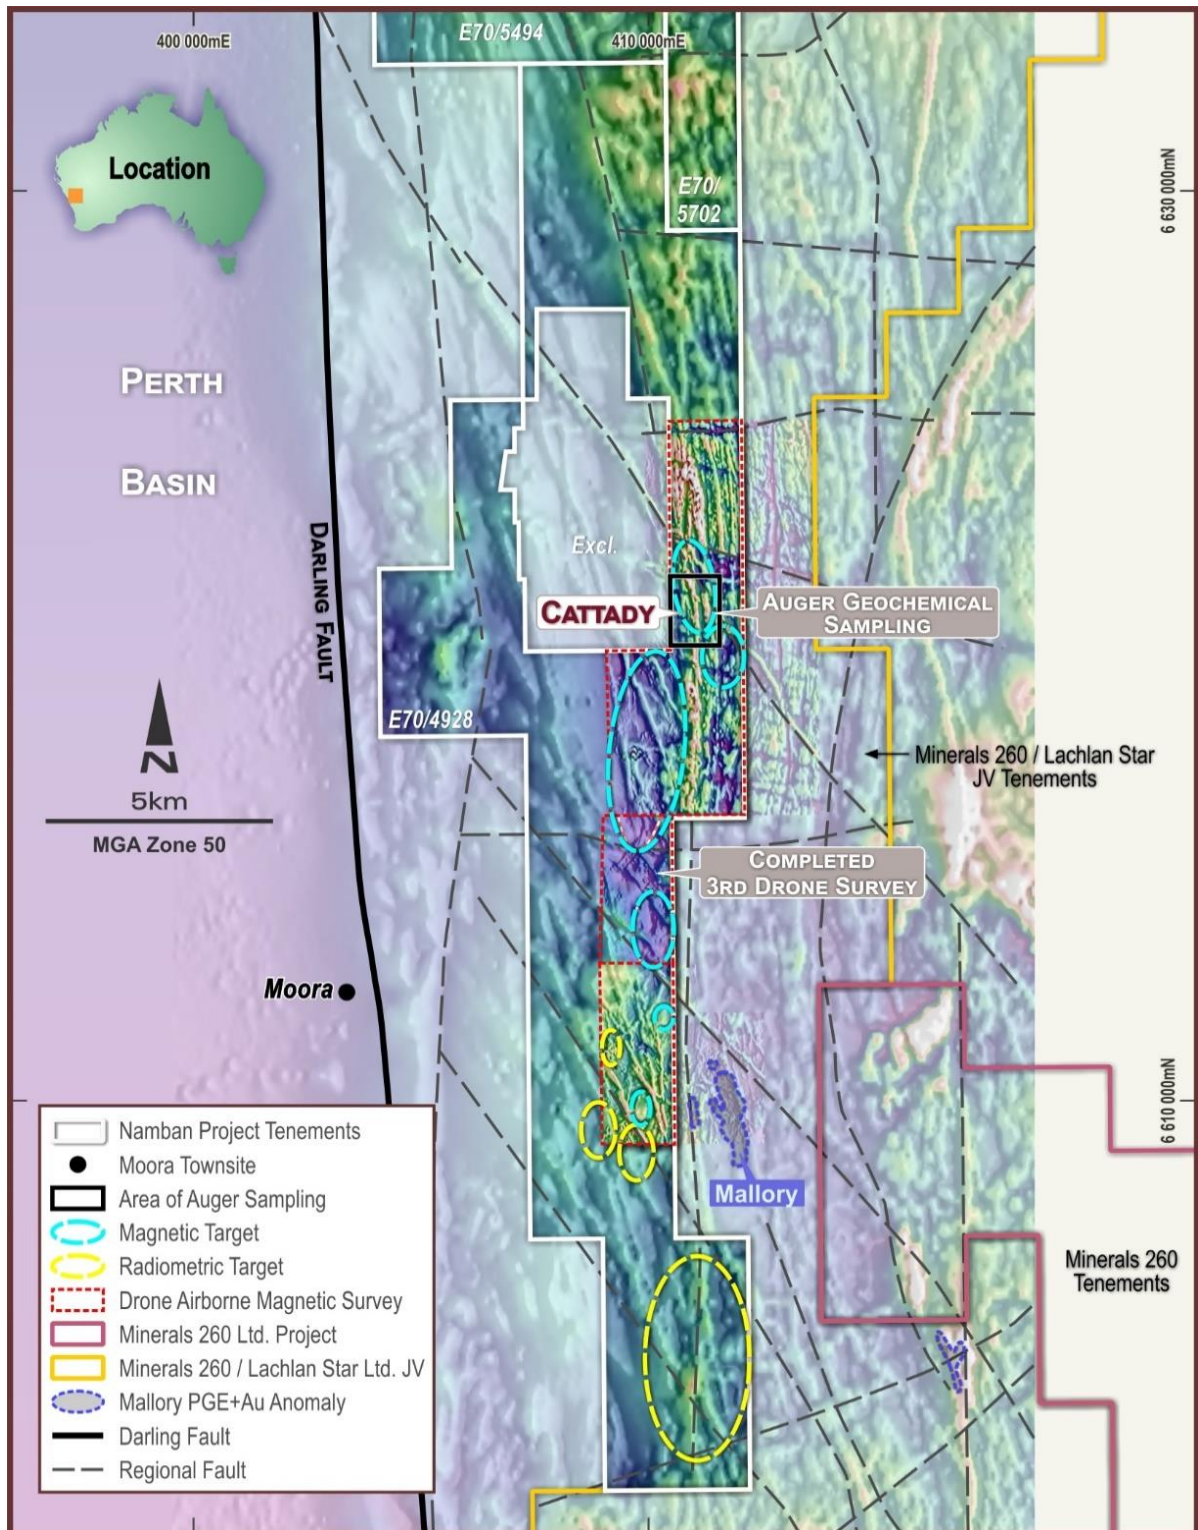 400 000mE
E70/5494
410 000mE
Location
E70/
5702
6 630 000mN
PERTH
BASIN
DARLING FAULT
Excl.
CATTADY
AUGER GEOCHEMICAL
SAMPLING
E70/4928
N
5km
MGA Zone 50
Minerals 260 / Lachlan Star
JV Tenements
COMPLETED
3RD DRONE SURVEY
Moora
6 610 000mN
Mallory
Minerals 260
Tenements
Namban Project Tenements
Moora Townsite
Area of Auger Sampling
Magnetic Target
Radiometric Target
Drone Airborne Magnetic Survey
Minerals 260 Ltd. Project
Minerals 260 / Lachlan Star Ltd. JV
Mallory PGE+Au Anomaly
Darling Fault
Regional Fault